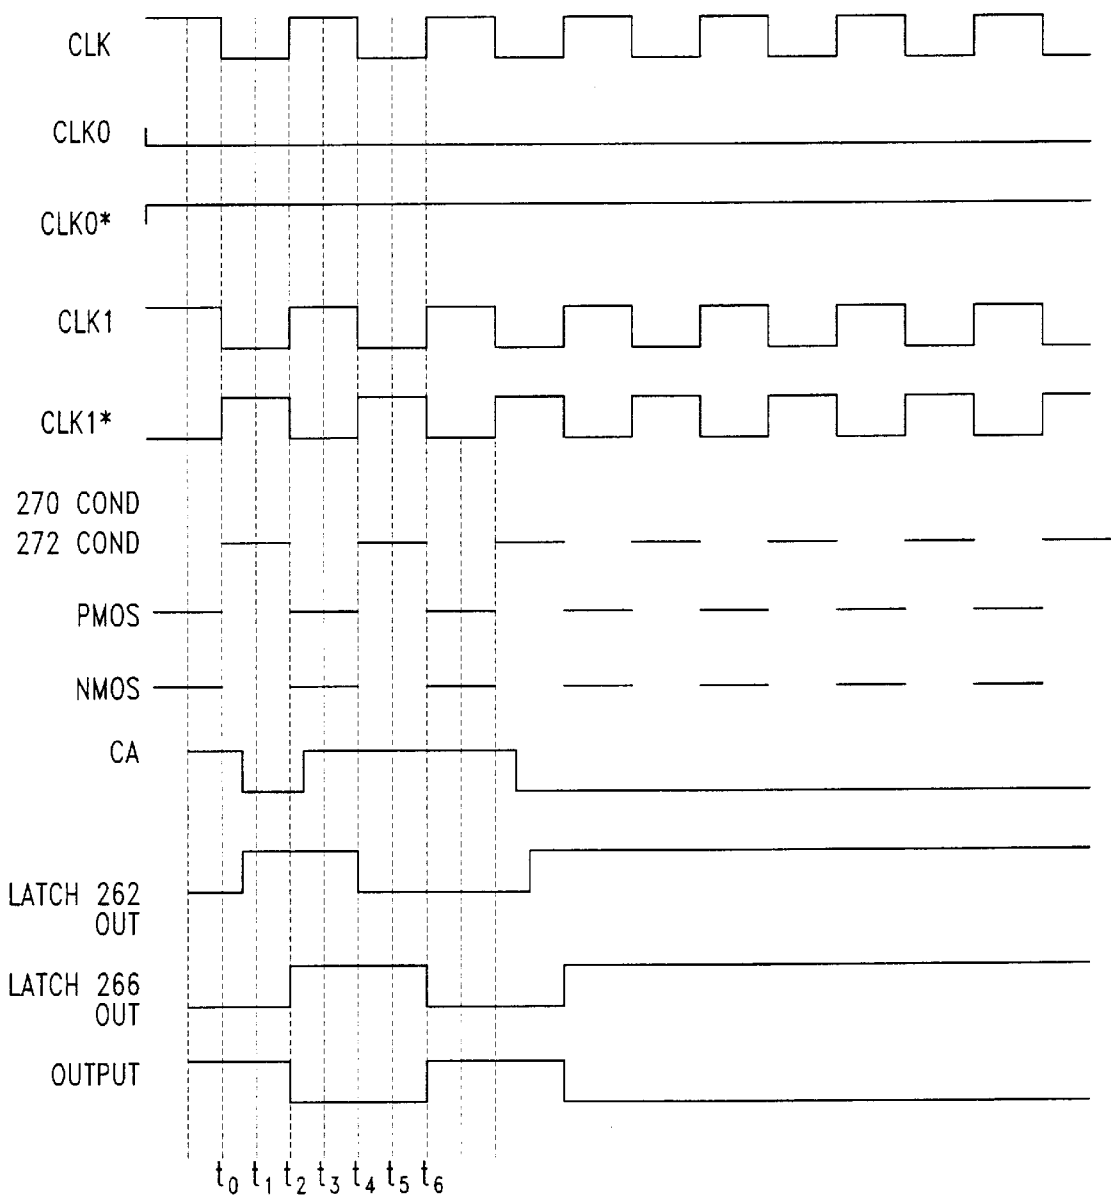 CLK
CLK0
CLK0*
CLK1
CLK1*
270 COND
272 COND
PMOS
NMOS
CA
LATCH 262
OUT
LATCH 266
OUT
OUTPUT
t0 t1 t2 t3 t4 t5 t6